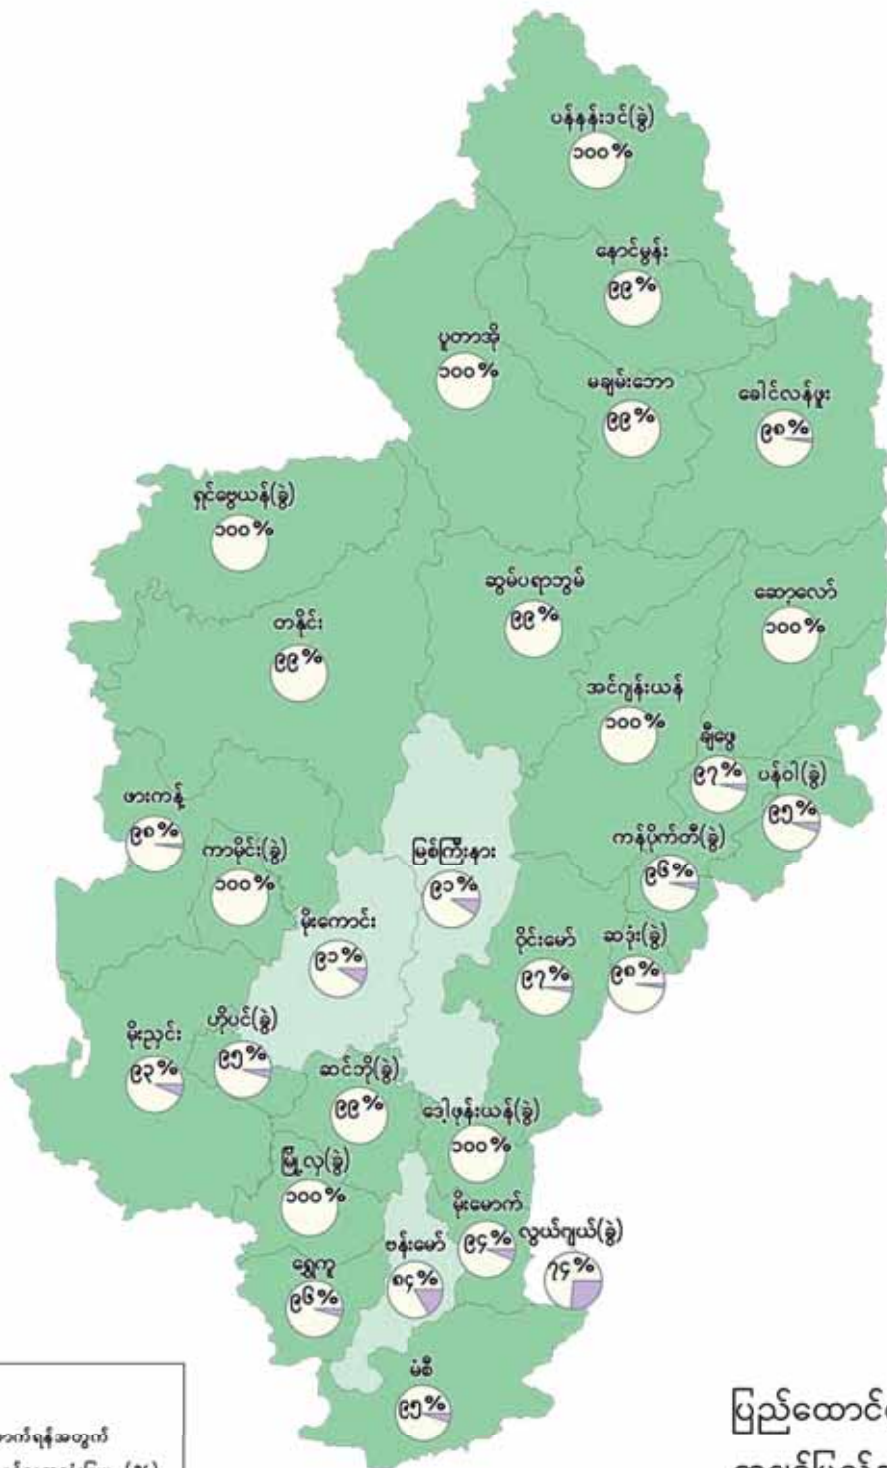 ပန်နန်းဒင်(ခွဲ)
၁၀၀%
နောင်မွန်း
၉၉%
ပူတာအို
၁၀၀%
မချမ်းဘော
၉၉%
ခေါင်လန်ဖူး
၉၈%
ရှင်ဗွေယန်(ခွဲ)
၁၀၀%
ဆွမ်ပရာဘွမ်
၉၉%
ဆော့လော်
၁၀၀%
တနိုင်း
၉၉%
အင်ဂျန်းယန်
၁၀၀%
ချီဖွေ
၉၇%
ပန်ဝါ(ခွဲ)
၉၅%
ဖားကန့်
၉၈%
ကာမိုင်း(ခွဲ)
၁၀၀%
မြစ်ကြီးနား
၉၁%
ကန်ပိုက်တီ(ခွဲ)
၉၆%
မိုးကောင်း
၉၁%
ဝိုင်းမော်
၉၇%
ဆဒုံး(ခွဲ)
၉၈%
မိုးညှင်း
၉၃%
ဟိုပင်(ခွဲ)
၉၅%
ဆင်ဘို(ခွဲ)
၉၉%
ဒေါ့ဖုန်းယန်(ခွဲ)
၁၀၀%
မြို့လှ(ခွဲ)
၁၀၀%
မိုးမောက်
၉၄%
လွယ်ဂျယ်(ခွဲ)
၇၄%
ဗန်းမော်
၈၄%
ရွှေကူ
၉၆%
မံစီ
၉၅%
ပြည်ထောင်